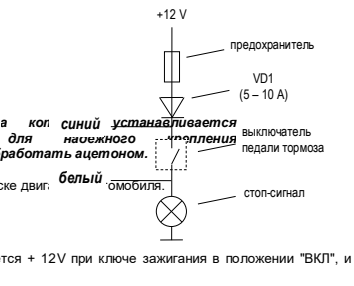 +12 V
предохранитель
VD1
(5 – 10 А)
а
синий устанавливается
для надежного крепления
работать ацетоном.
выключатель
педали тормоза
белый
стоп-сигнал
ется + 12V при ключе зажигания в положении "ВКЛ", и